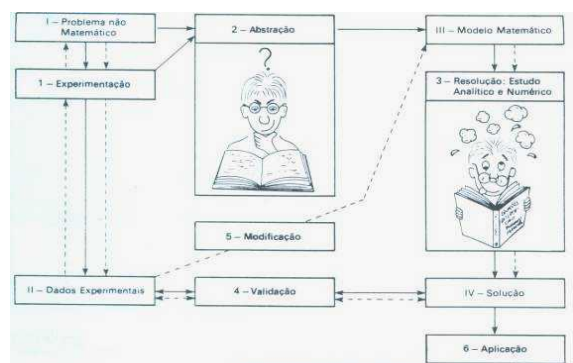 I – Problema não
Matemático
2 – Abstração
III – Modelo Matemático
1 – Experimentação
3 – Resolução: Estudo
Analítico e Numérico
?
5 – Modificação
II – Dados Experimentais
4 – Validação
IV – Solução
6 – Aplicação